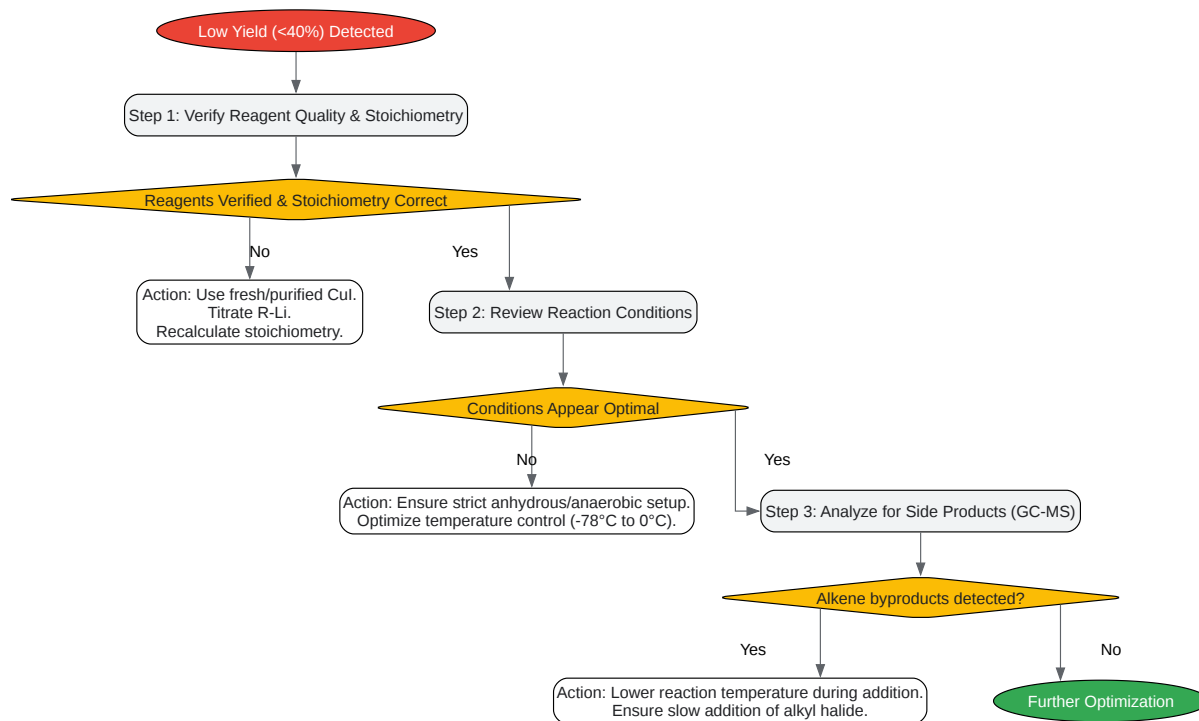 Low Yield (<40%) Detected
Step 1: Verify Reagent Quality & Stoichiometry
Reagents Verified & Stoichiometry Correct
No
Yes
Action: Use fresh/purified CuI.
Titrate R-Li.
Recalculate stoichiometry.
Step 2: Review Reaction Conditions
Conditions Appear Optimal
No
Yes
Action: Ensure strict anhydrous/anaerobic setup.
Optimize temperature control (-78°C to 0°C).
Step 3: Analyze for Side Products (GC-MS)
Alkene byproducts detected?
Yes
No
Action: Lower reaction temperature during addition.
Ensure slow addition of alkyl halide.
Further Optimization